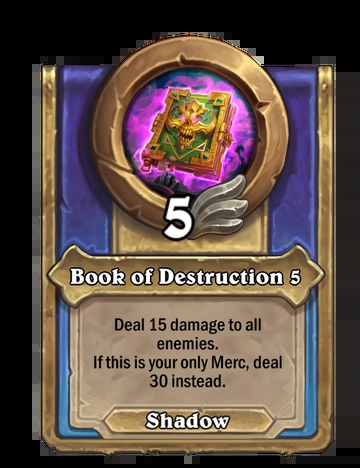 5
Book of Destruction 5
Deal 15 damage to all
enemies.
If this is your only Merc, deal
30 instead.
Shadow